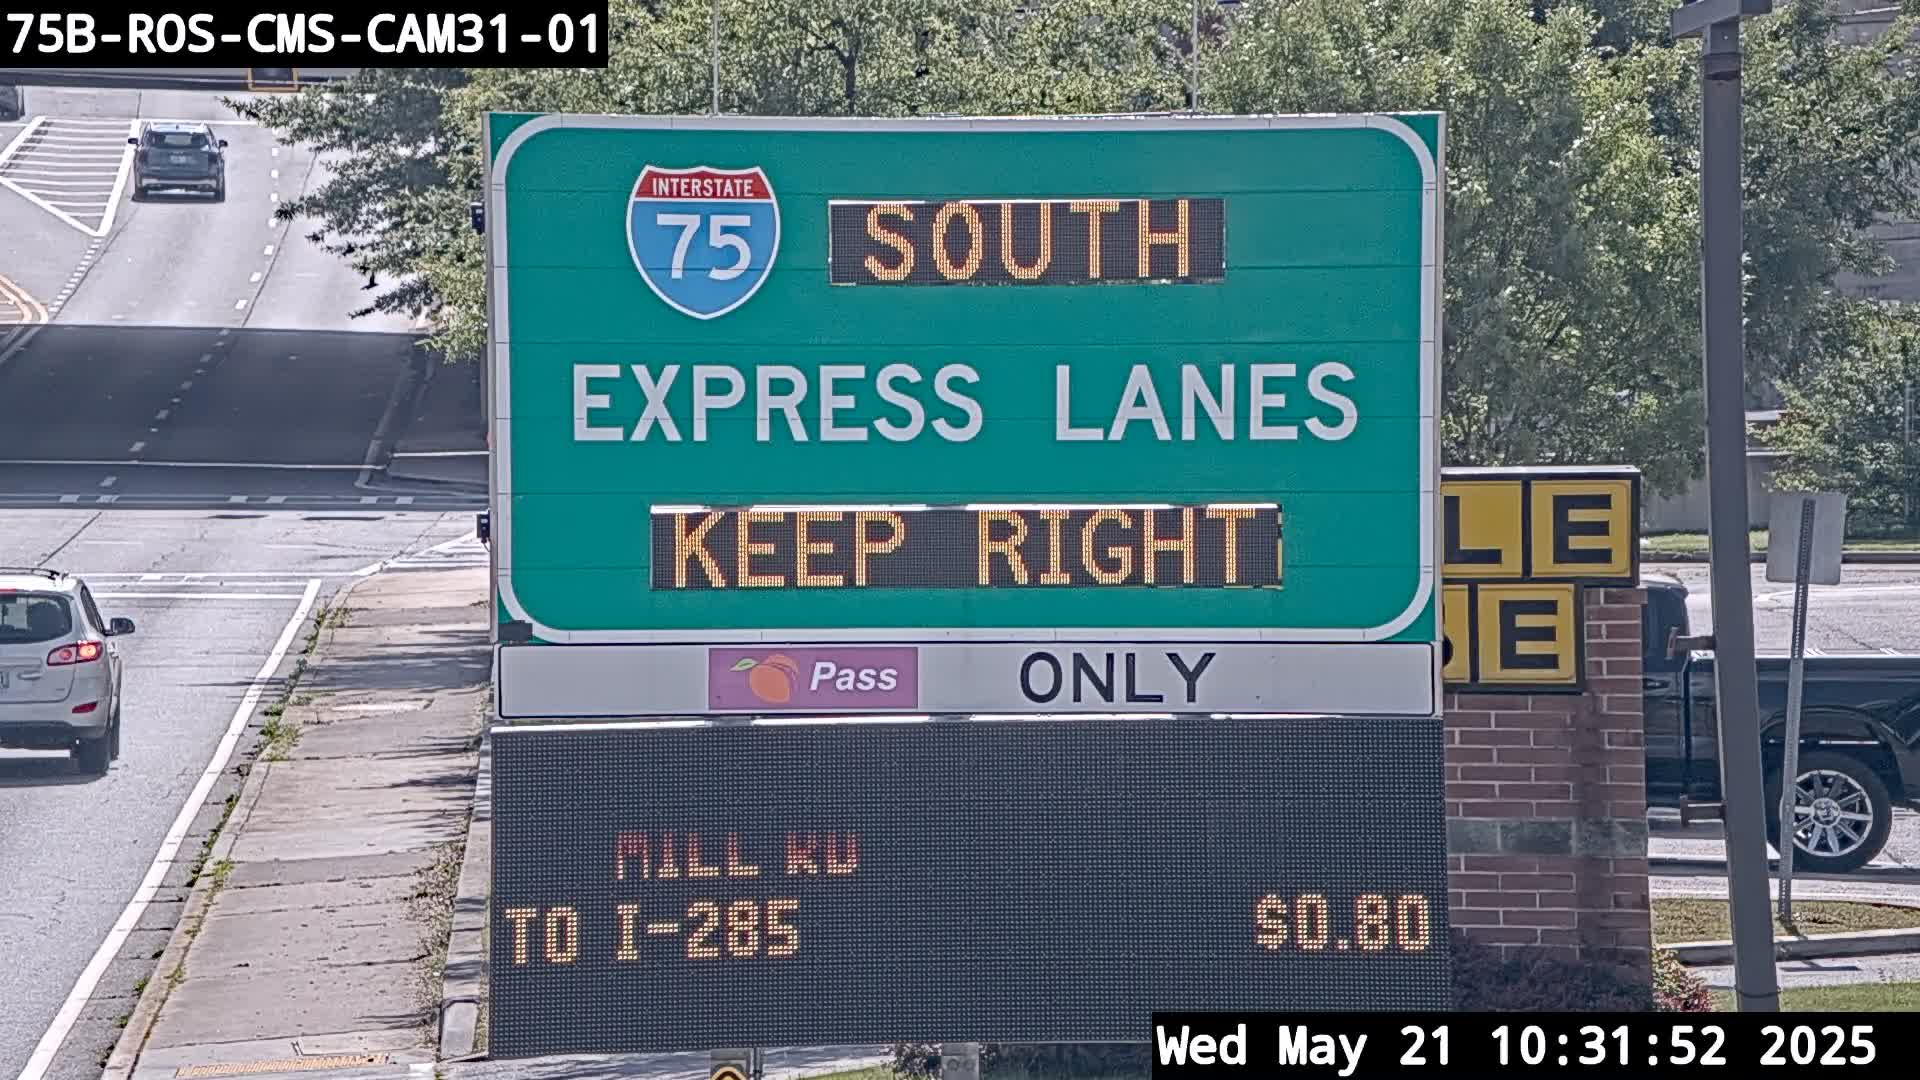 75B-ROS-CMS-CAM31-01
INTERSTATE
75
SOUTH
EXPRESS LANES
KEEP RIGHT
Pass ONLY
LE
E
MILL
TO I-285 $0.80
Wed May 21 10:31:52 2025